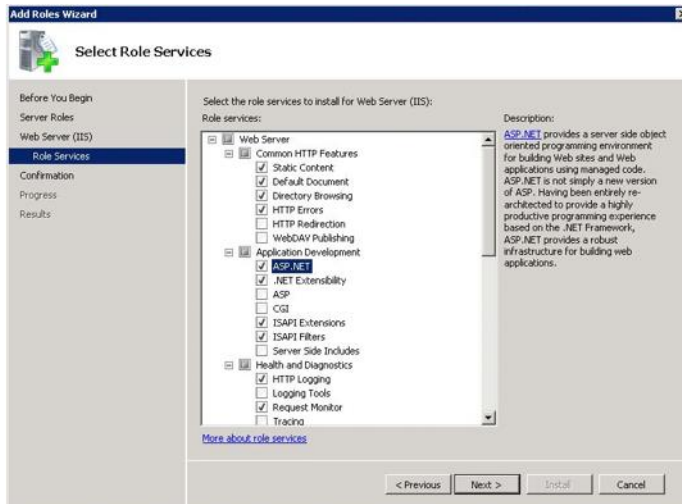 Add Roles Wizard
Select Role Services
Before You Begin
Server Roles
Web Server (IIS)
Role Services
Confirmation
Progress
Results
Select the role services to install for Web Server (IIS):
Role services:
Web Server
Common HTTP Features
Static Content
Default Document
Directory Browsing
HTTP Errors
HTTP Redirection
WebDAV Publishing
Application Development
ASP.NET
.NET Extensibility
ASP
CGI
ISAPI Extensions
ISAPI Filters
Server Side Includes
Health and Diagnostics
HTTP Logging
Logging Tools
Request Monitor
Tracing
More about role services
Description:
ASP.NET provides a server side object
oriented programming environment
for building Web sites and Web
applications using managed code.
ASP.NET is not simply a new version
of ASP. Having been entirely re-
architected to provide a highly
productive programming experience
based on the .NET Framework,
ASP.NET provides a robust
infrastructure for building web
applications.
< Previous
Next >
Install
Cancel